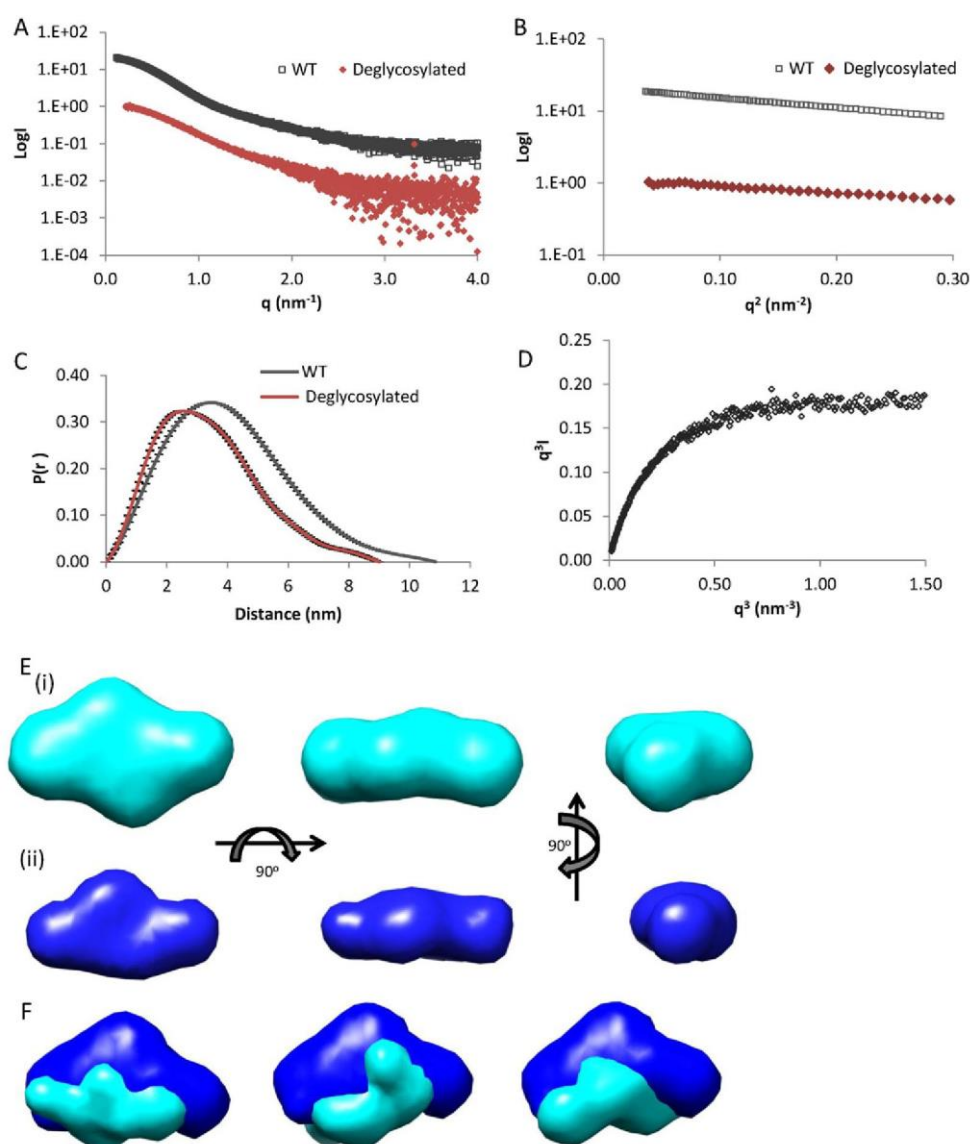 A
1.E+02
1.E+01
1.E+00
1.E-01
1.E-02
1.E-03
1.E-04
LogI
WT Deglycosylated
0.0 1.0 2.0 3.0 4.0
q (nm-1)
B
1.E+02
1.E+01
1.E+00
1.E-01
LogI
WT Deglycosylated
0.00 0.10 0.20 0.30
q2 (nm-2)
C
0.40
0.30
0.20
0.10
0.00
P(r )
WT
Deglycosylated
0 2 4 6 8 10 12
Distance (nm)
D
0.25
0.20
0.15
0.10
0.05
0.00
q3I
0.00 0.50 1.00 1.50
q3 (nm-3)
E
(i)
(ii)
90º
90º
F